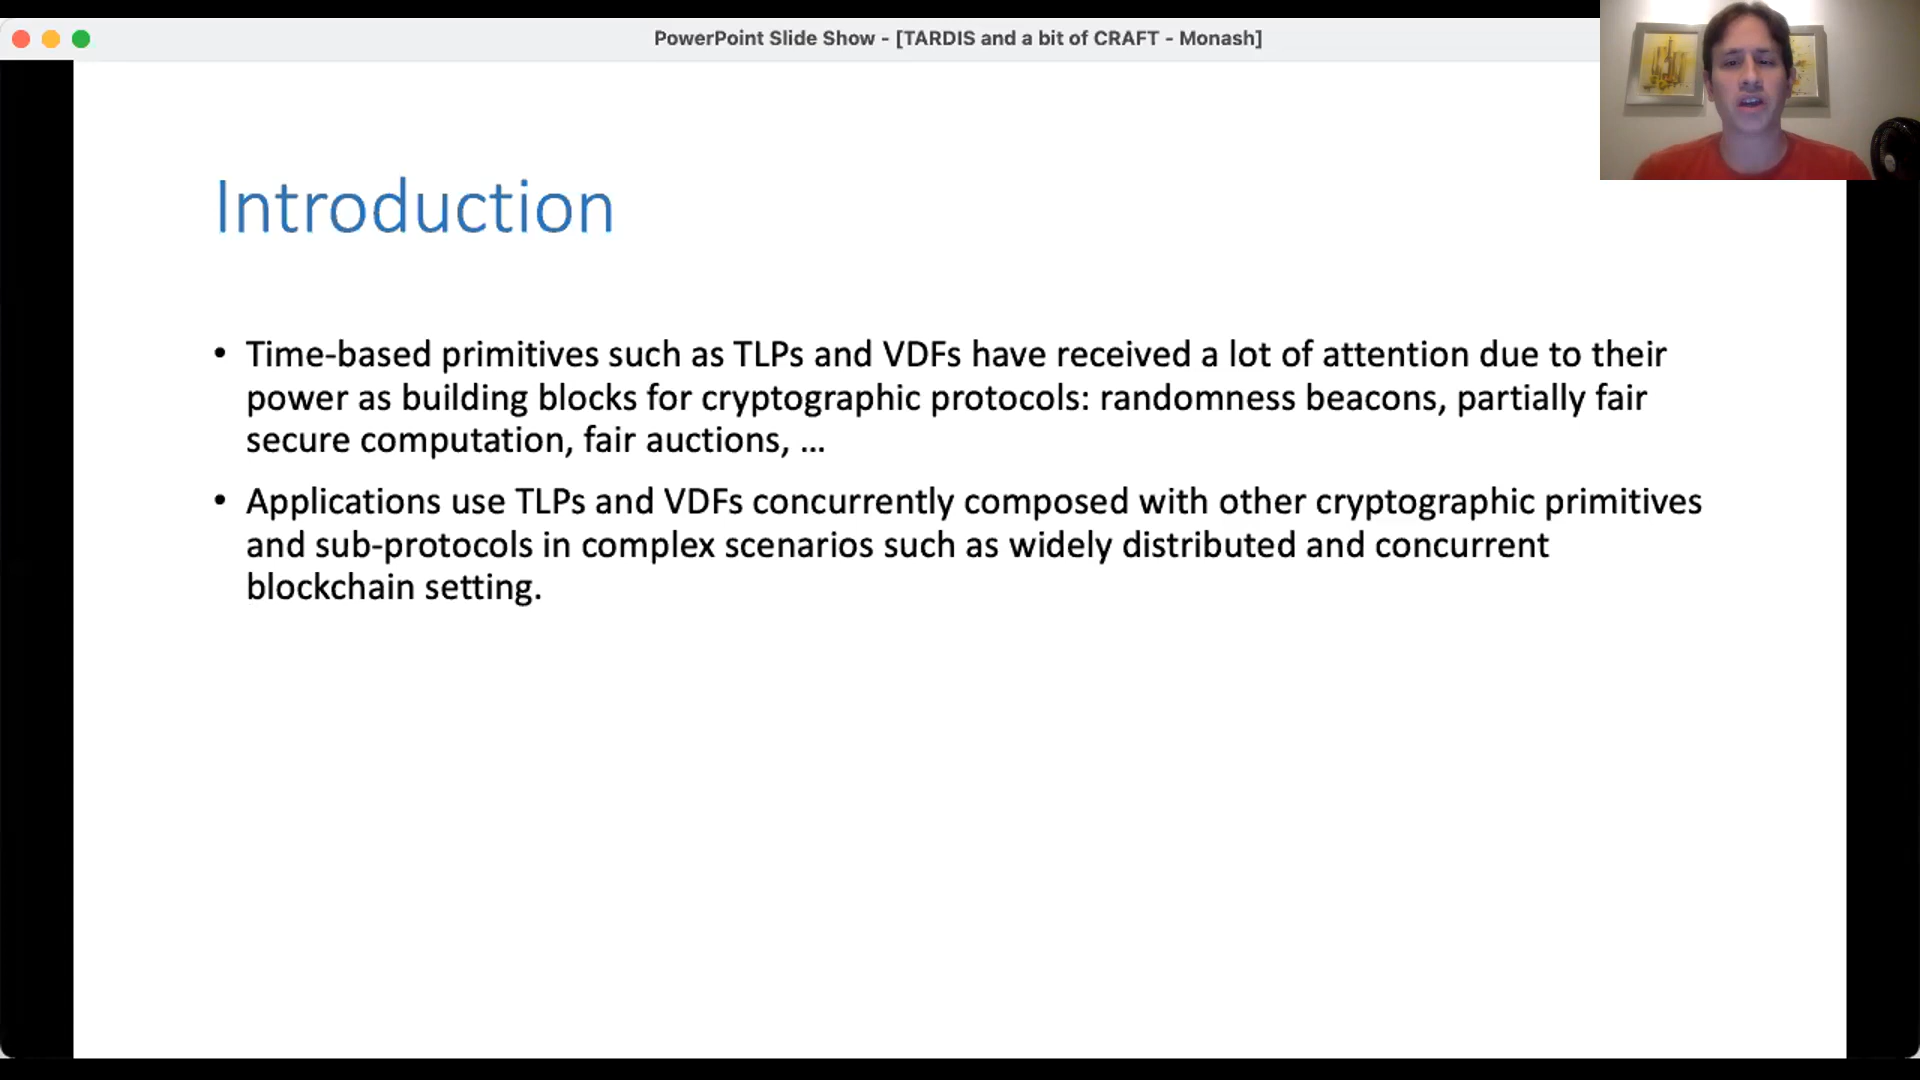 PowerPoint Slide Show - [TARDIS and a bit of CRAFT - Monash]
Introduction
• Time-based primitives such as TLPs and VDFs have received a lot of attention due to their
power as building blocks for cryptographic protocols: randomness beacons, partially fair
secure computation, fair auctions, ...
• Applications use TLPs and VDFs concurrently composed with other cryptographic primitives
and sub-protocols in complex scenarios such as widely distributed and concurrent
blockchain setting.